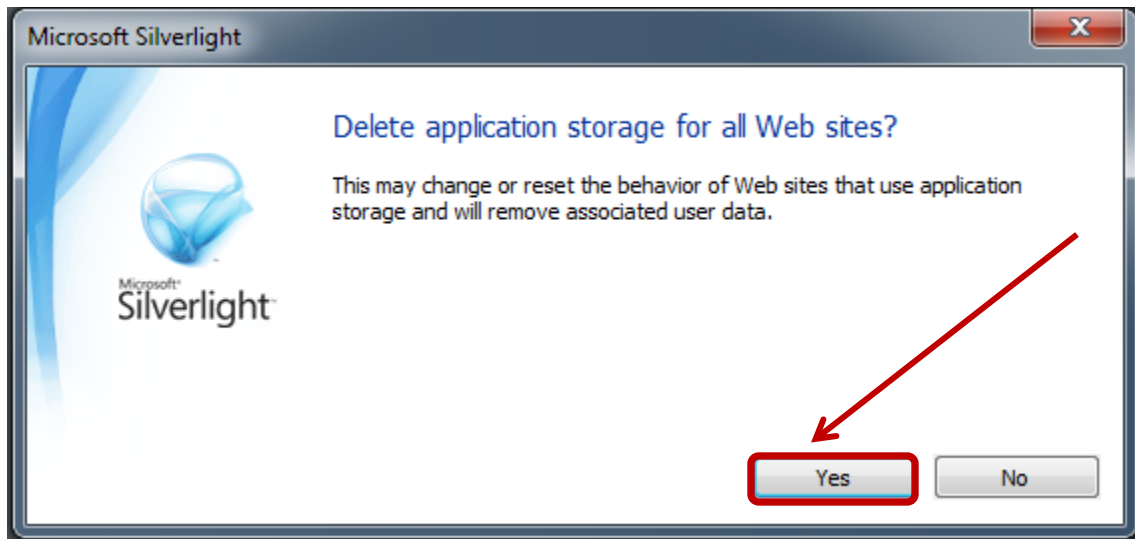 Microsoft Silverlight
Delete application storage for all Web sites?
This may change or reset the behavior of Web sites that use application
storage and will remove associated user data.
Microsoft
Silverlight
Yes
No